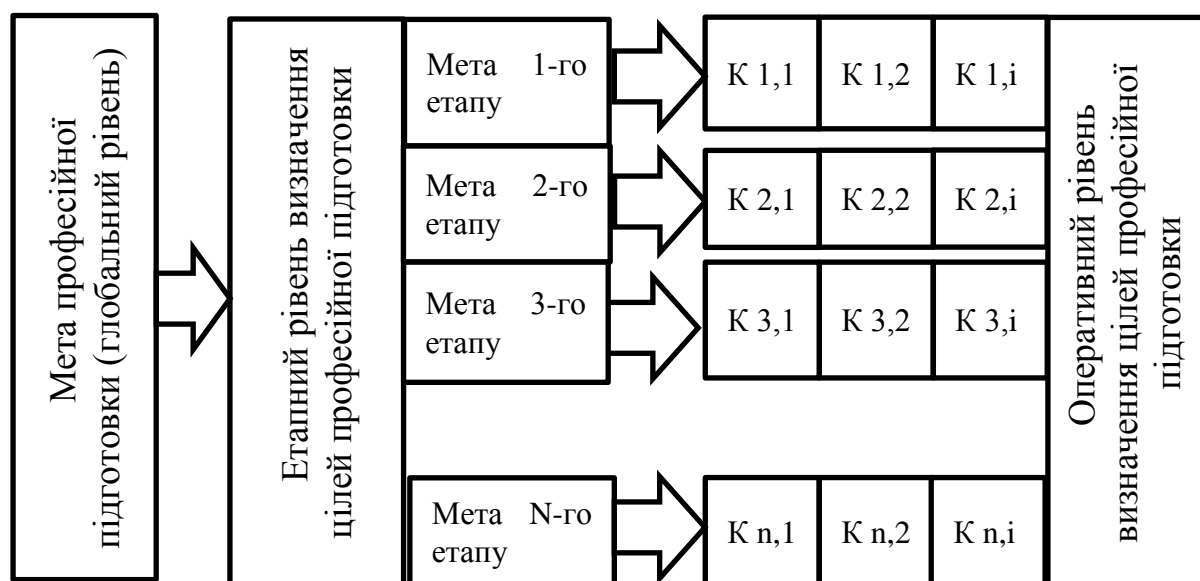 Мета професійної
підготовки (глобальний рівень)
Етапний рівень визначення
цілей професійної підготовки
Мета 1-го
етапу
К 1,1 К 1,2 К 1,i
Мета 2-го
етапу
К 2,1 К 2,2 К 2,i
Мета 3-го
етапу
К 3,1 К 3,2 К 3,i
Мета N-го
етапу
К n,1 К n,2 К n,i
Оперативний рівень
визначення цілей професійної
підготовки